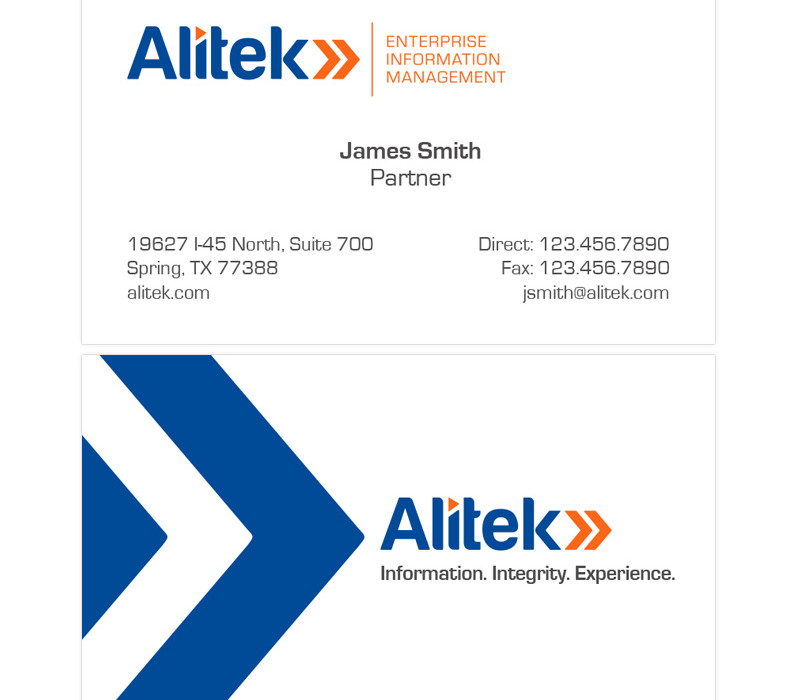 Alitek
ENTERPRISE
INFORMATION
MANAGEMENT
James Smith
Partner
19627 I-45 North, Suite 700
Spring, TX 77388
alitek.com
Direct: 123.456.7890
Fax: 123.456.7890
jsmith@alitek.com
Alitek
Information. Integrity. Experience.